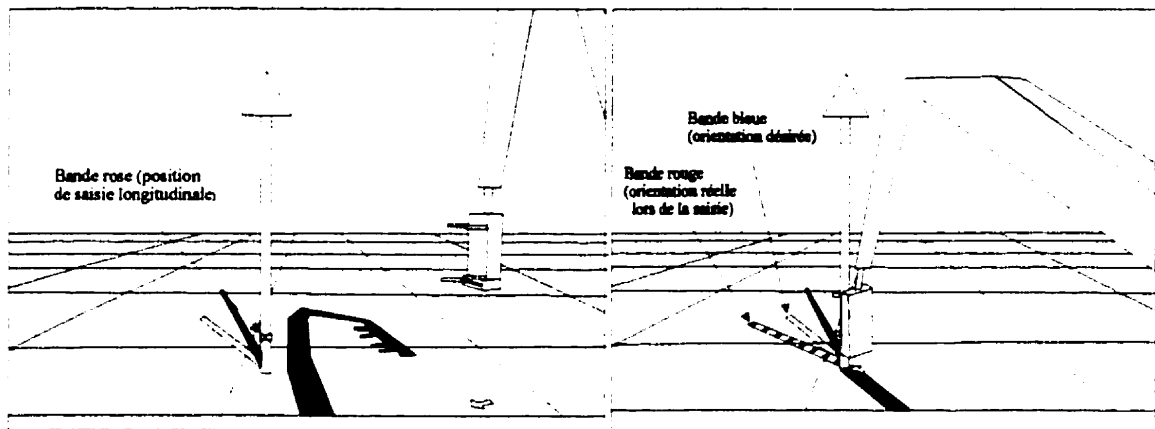 Bande rose (position
de saisie longitudinale)
Bande bleue
(orientation désirée)
Bande rouge
(orientation réelle
lors de la saisie)